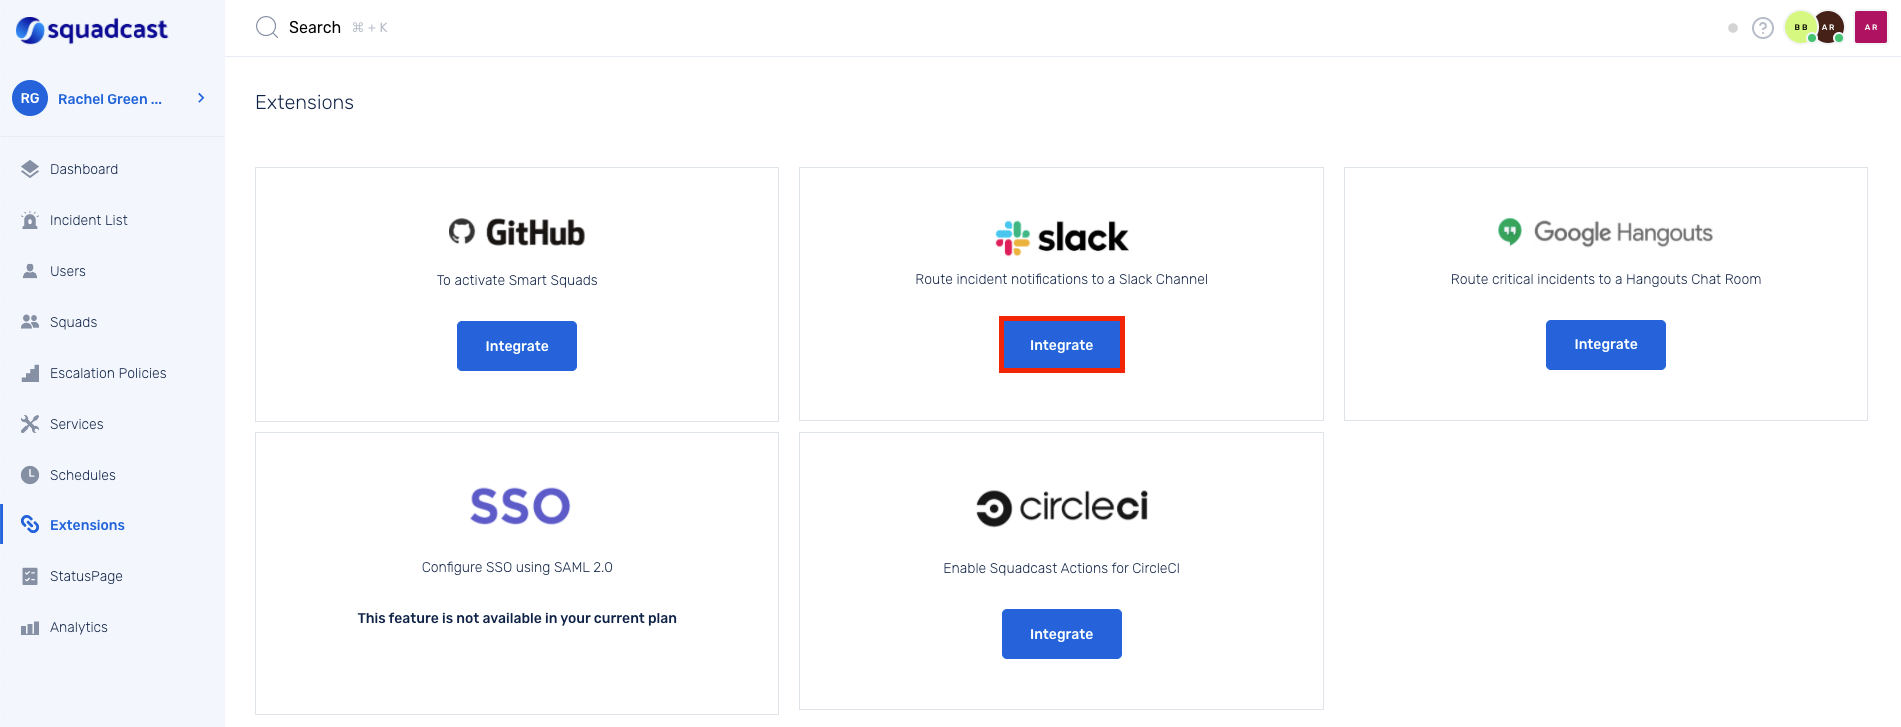 squadcast
Search ⌘ + K
BB AR AR
RG Rachel Green ...
Dashboard
Incident List
Users
Squads
Escalation Policies
Services
Schedules
Extensions
StatusPage
Analytics
Extensions
GitHub
To activate Smart Squads
Integrate
slack
Route incident notifications to a Slack Channel
Integrate
Google Hangouts
Route critical incidents to a Hangouts Chat Room
Integrate
SSO
Configure SSO using SAML 2.0
This feature is not available in your current plan
circleci
Enable Squadcast Actions for CircleCI
Integrate